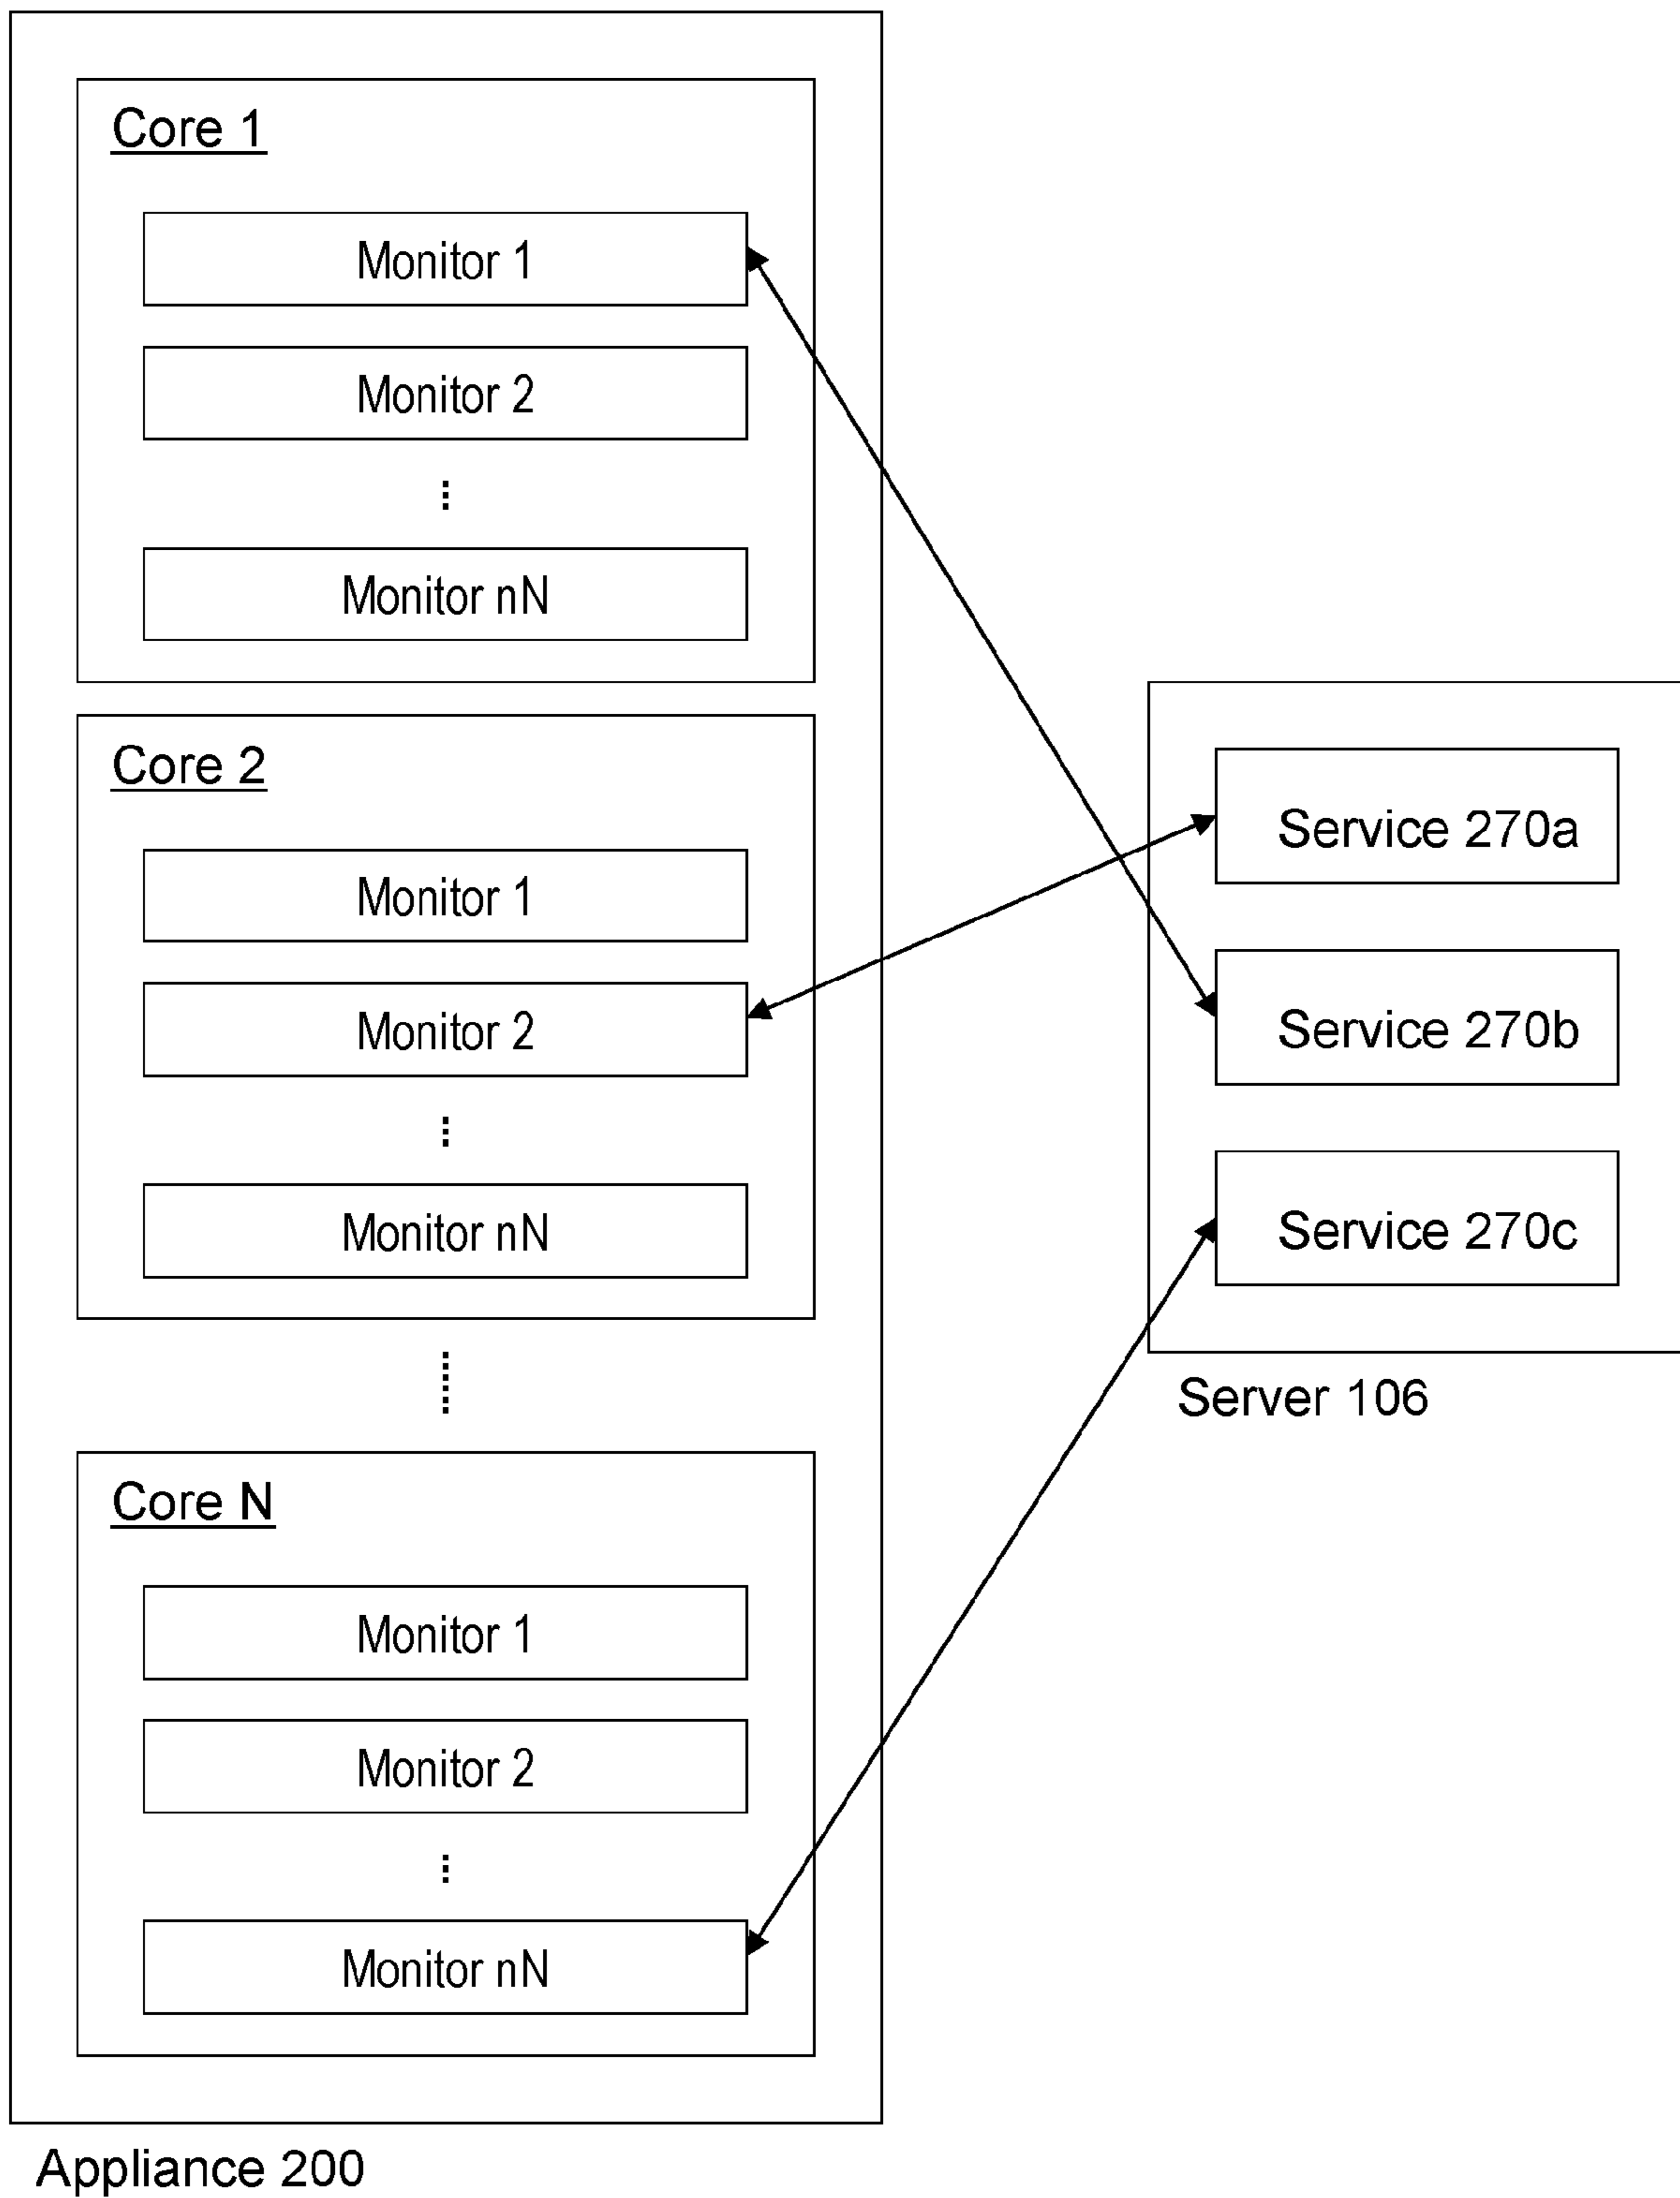 Core 1
Monitor 1
Monitor 2
Monitor nN
Core 2
Monitor 1
Monitor 2
Monitor nN
Core N
Monitor 1
Monitor 2
Monitor nN
Appliance 200
Service 270a
Service 270b
Service 270c
Server 106